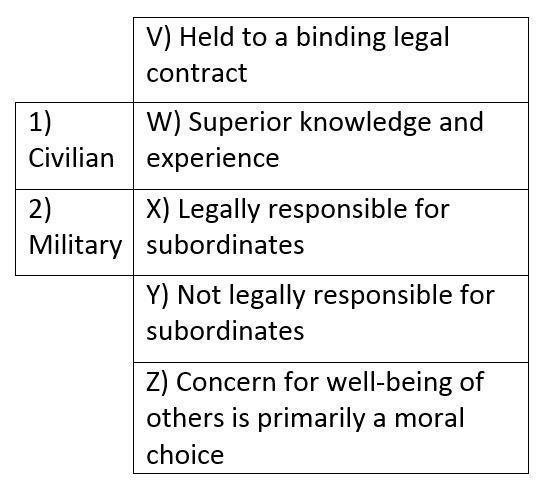 V) Held to a binding legal
contract
1)
Civilian
W) Superior knowledge and
experience
2)
Military
X) Legally responsible for
subordinates
Y) Not legally responsible for
subordinates
Z) Concern for well-being of
others is primarily a moral
choice